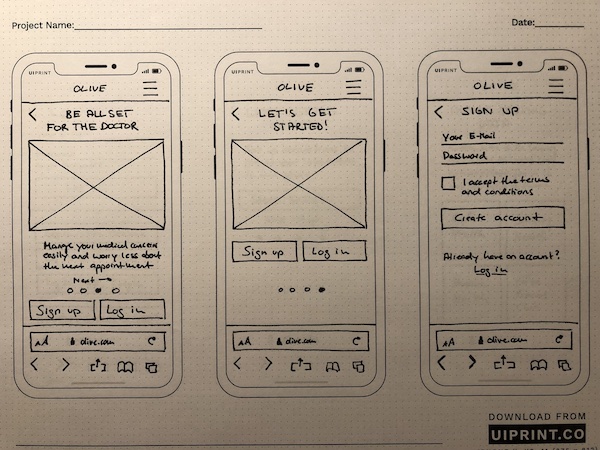 Project Name:
Date:
UIPRINT
OLIVE
BE ALL SET
FOR THE DOCTOR
Manage your medical concerns
easily and worry less about
the next appointment
Next →
Sign up
Log in
AA
olive.com
OLIVE
LET'S GET
STARTED!
Sign up
Log in
AA
olive.com
UIPRINT
OLIVE
SIGN UP
Your E-Mail
Password
I accept the terms
and conditions
Create account
Already have an account?
Log in
AA
olive.com
DOWNLOAD FROM
UIPRINT.CO